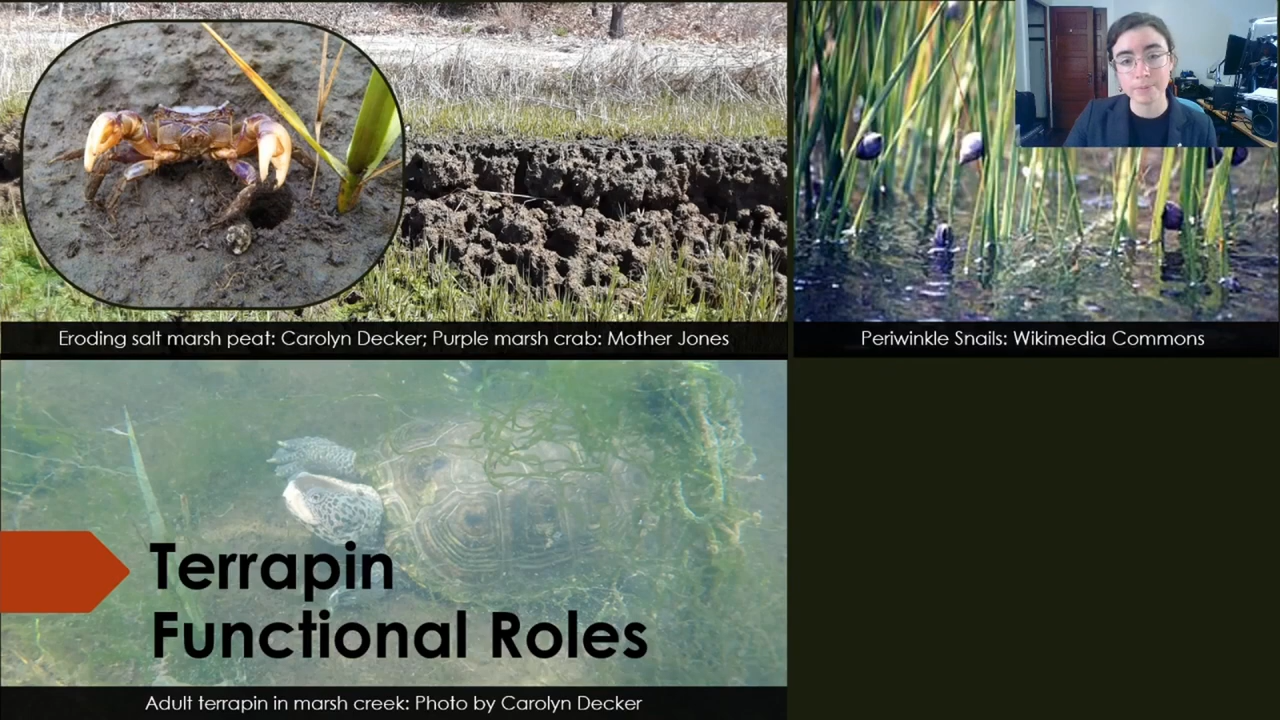 Eroding salt marsh peat: Carolyn Decker; Purple marsh crab: Mother Jones
Periwinkle Snails: Wikimedia Commons
Terrapin
Functional Roles
Adult terrapin in marsh creek: Photo by Carolyn Decker